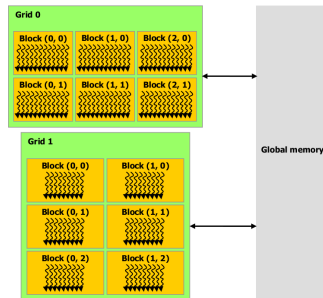 Grid 0
Block (0, 0) Block (1, 0) Block (2, 0)
Block (0, 1) Block (1, 1) Block (2, 1)
Grid 1
Block (0, 0) Block (1, 0)
Block (0, 1) Block (1, 1)
Block (0, 2) Block (1, 2)
Global memory